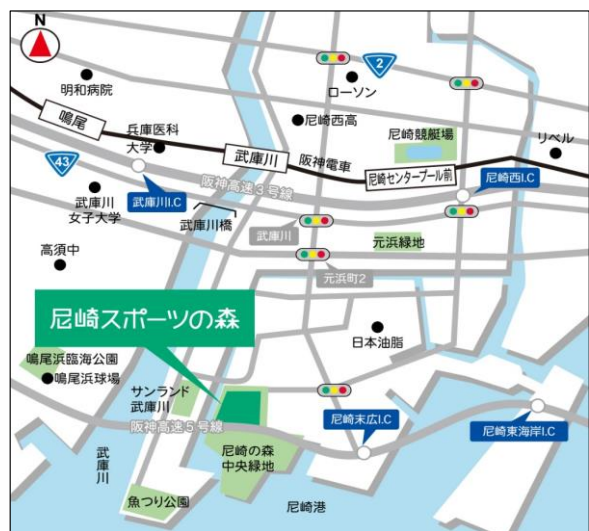 N
2
明和病院
ローソン
尼崎西高
鳴尾
兵庫医科
大学
尼崎競艇場
リベル
武庫川
阪神電車
尼崎センタープール前
43
阪神高速3号線
尼崎西I.C
武庫川
女子大学
武庫川I.C
武庫川橋
武庫川
元浜緑地
高須中
元浜町2
尼崎スポーツの森
日本油脂
鳴尾浜臨海公園
鳴尾浜球場
サンランド
武庫川
阪神高速5号線
尼崎末広I.C
尼崎東海岸I.C
武庫川
尼崎の森
中央緑地
魚つり公園
尼崎港